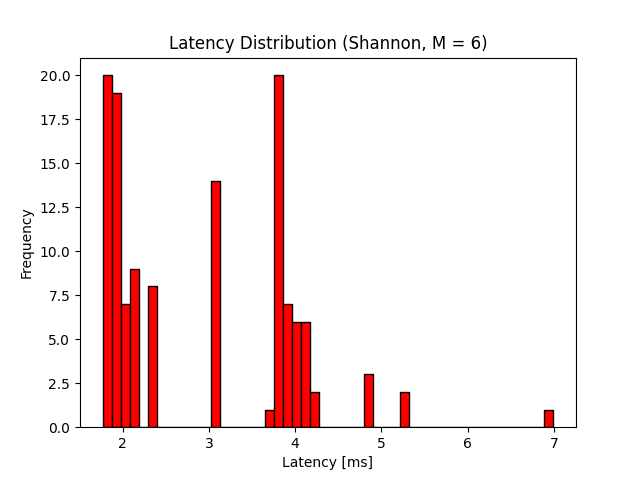 Latency Distribution (Shannon, M = 6)
20.0
17.5
15.0
12.5
10.0
7.5
5.0
2.5
0.0
Frequency
2 3 4 5 6 7
Latency [ms]